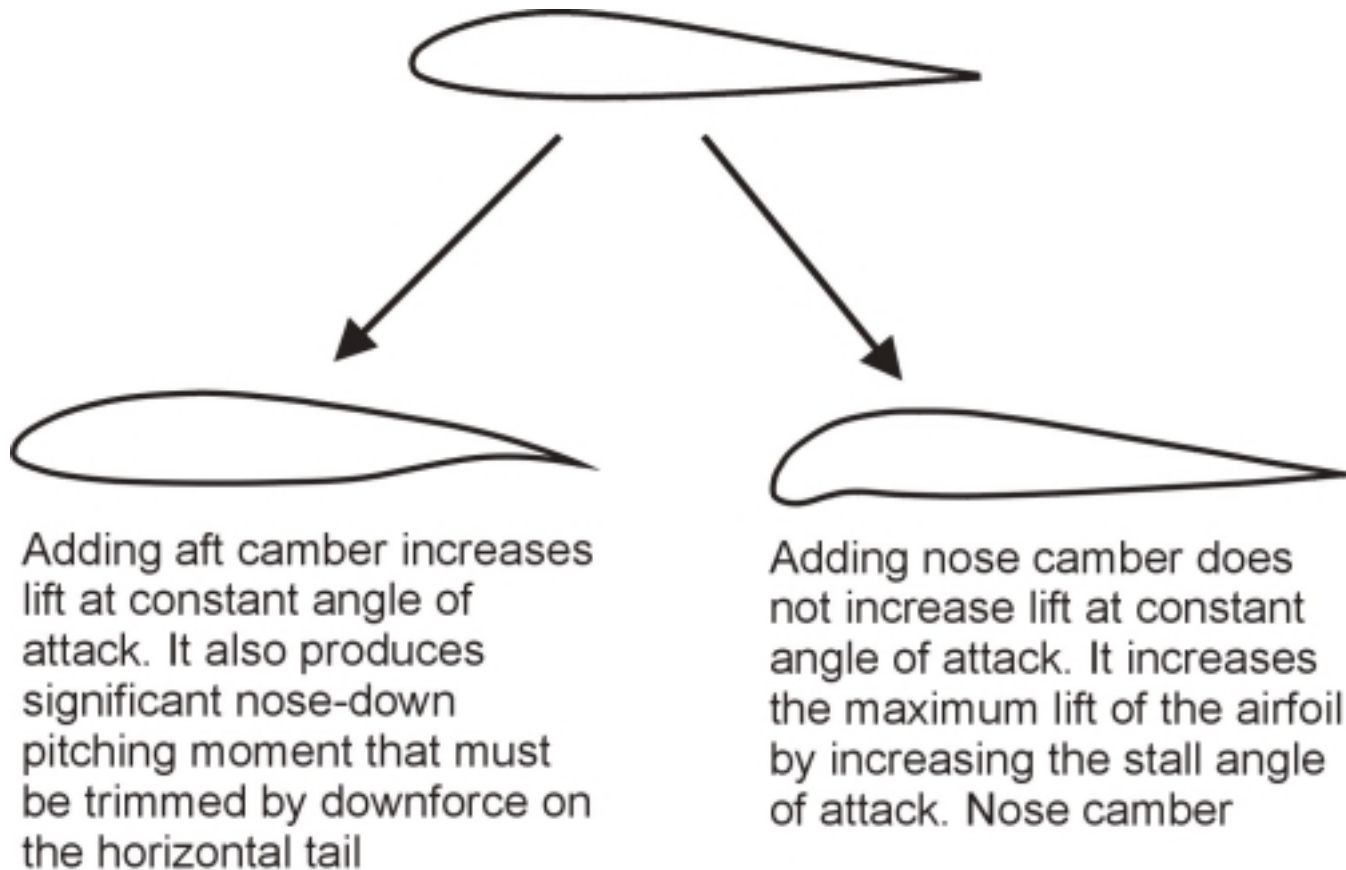 Adding aft camber increases
lift at constant angle of
attack. It also produces
significant nose-down
pitching moment that must
be trimmed by downforce on
the horizontal tail
Adding nose camber does
not increase lift at constant
angle of attack. It increases
the maximum lift of the airfoil
by increasing the stall angle
of attack. Nose camber